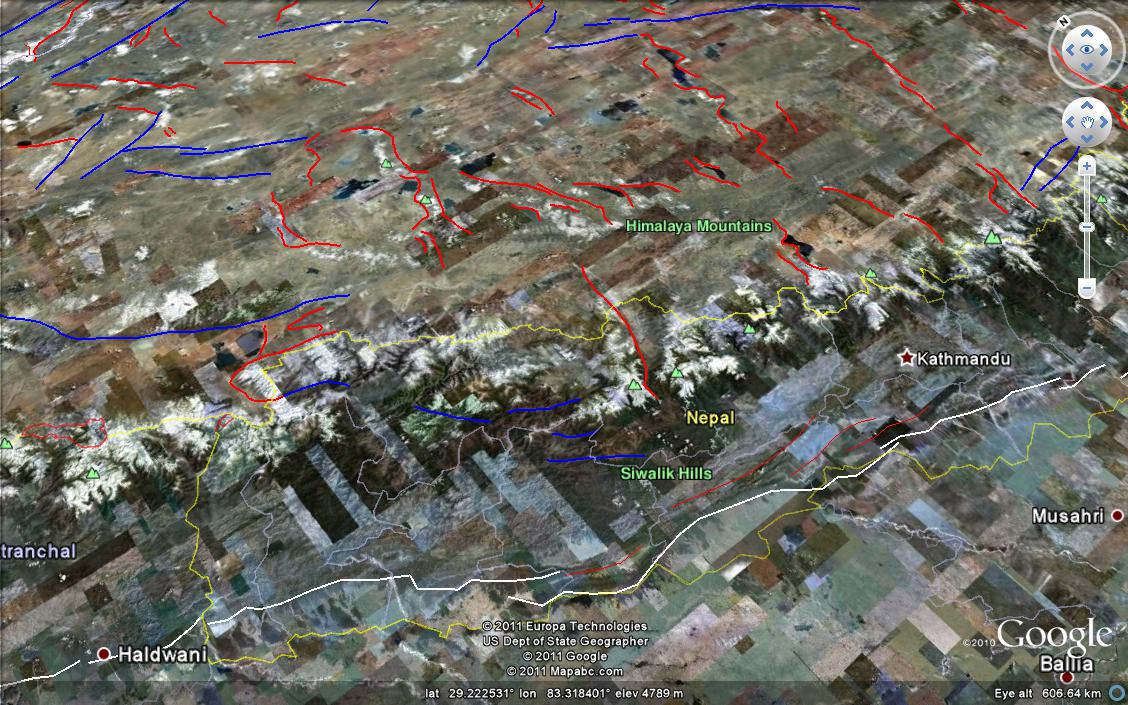 N
Himalaya Mountains
Kathmandu
Nepal
Siwalik Hills
Musahri
tranchal
Haldwani
© 2011 Europa Technologies
US Dept of State Geographer
© 2011 Google
© 2011 Mapabc.com
©2010 Google
Ballia
lat 29.222531° lon 83.318401° elev 4789 m
Eye alt 606.64 km